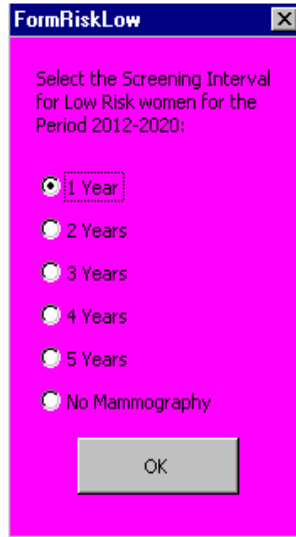 FormRiskLow
Select the Screening Interval
for Low Risk women for the
Period 2012-2020:
1 Year
2 Years
3 Years
4 Years
5 Years
No Mammography
OK